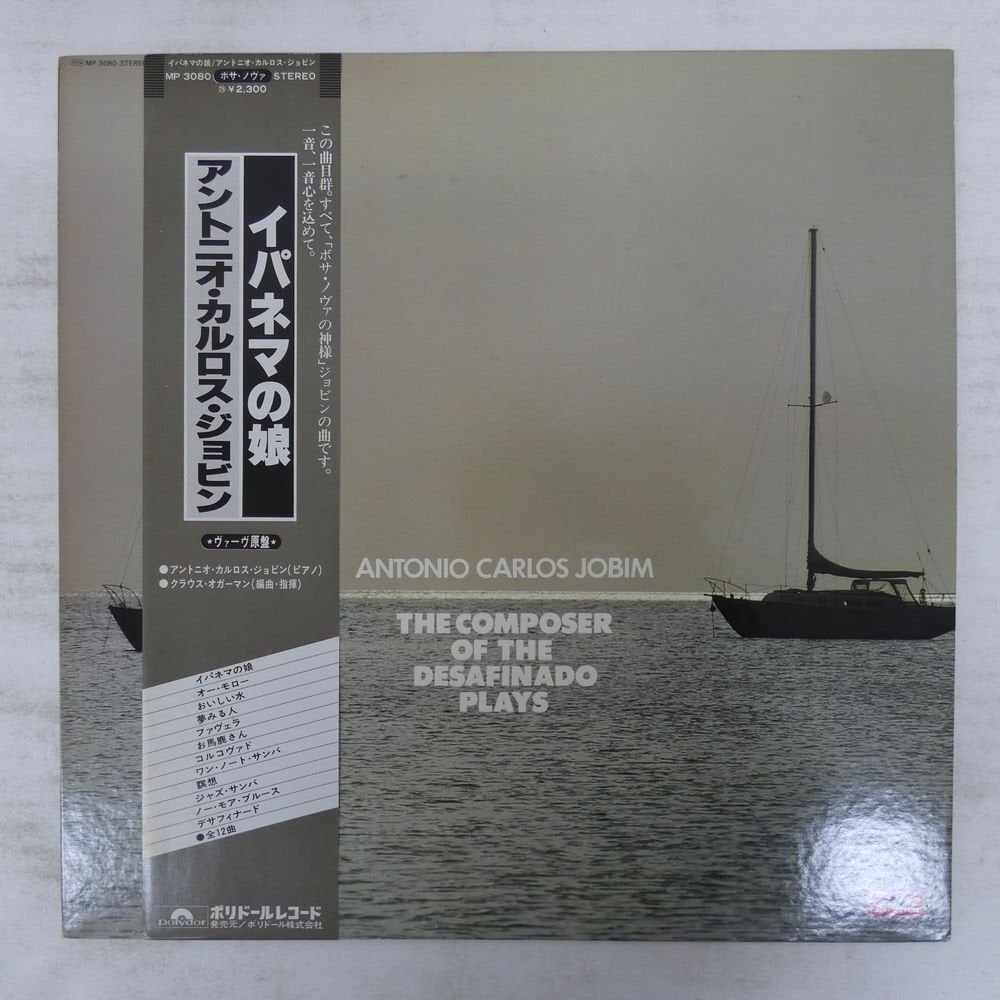 MP 3080-STERE
イパネマの娘/アントニオ・カルロス・ジョビン
MP 3080 ボサ・ノヴァ STEREO
¥2,300
この曲目群。すべて、「ボサ・ノヴァの神様」ジョビンの曲です。
一音、一音心を込めて。
イパネマの娘
アントニオ・カルロス・ジョビン
★ヴァーヴ原盤★
●アントニオ・カルロス・ジョビン(ピアノ)
●クラウス・オガーマン(編曲・指揮)
イパネマの娘
オー・モロー
おいしい水
夢みる人
ファヴェラ
お馬鹿さん
コルコヴァド
ワン・ノート・サンバ
瞑想
ジャズ・サンバ
ノー・モア・ブルース
デサフィナード
●全12曲
Polydor
ポリドールレコード
発売元/ポリドール株式会社
ANTONIO CARLOS JOBIM
THE COMPOSER
OF THE
DESAFINADO
PLAYS